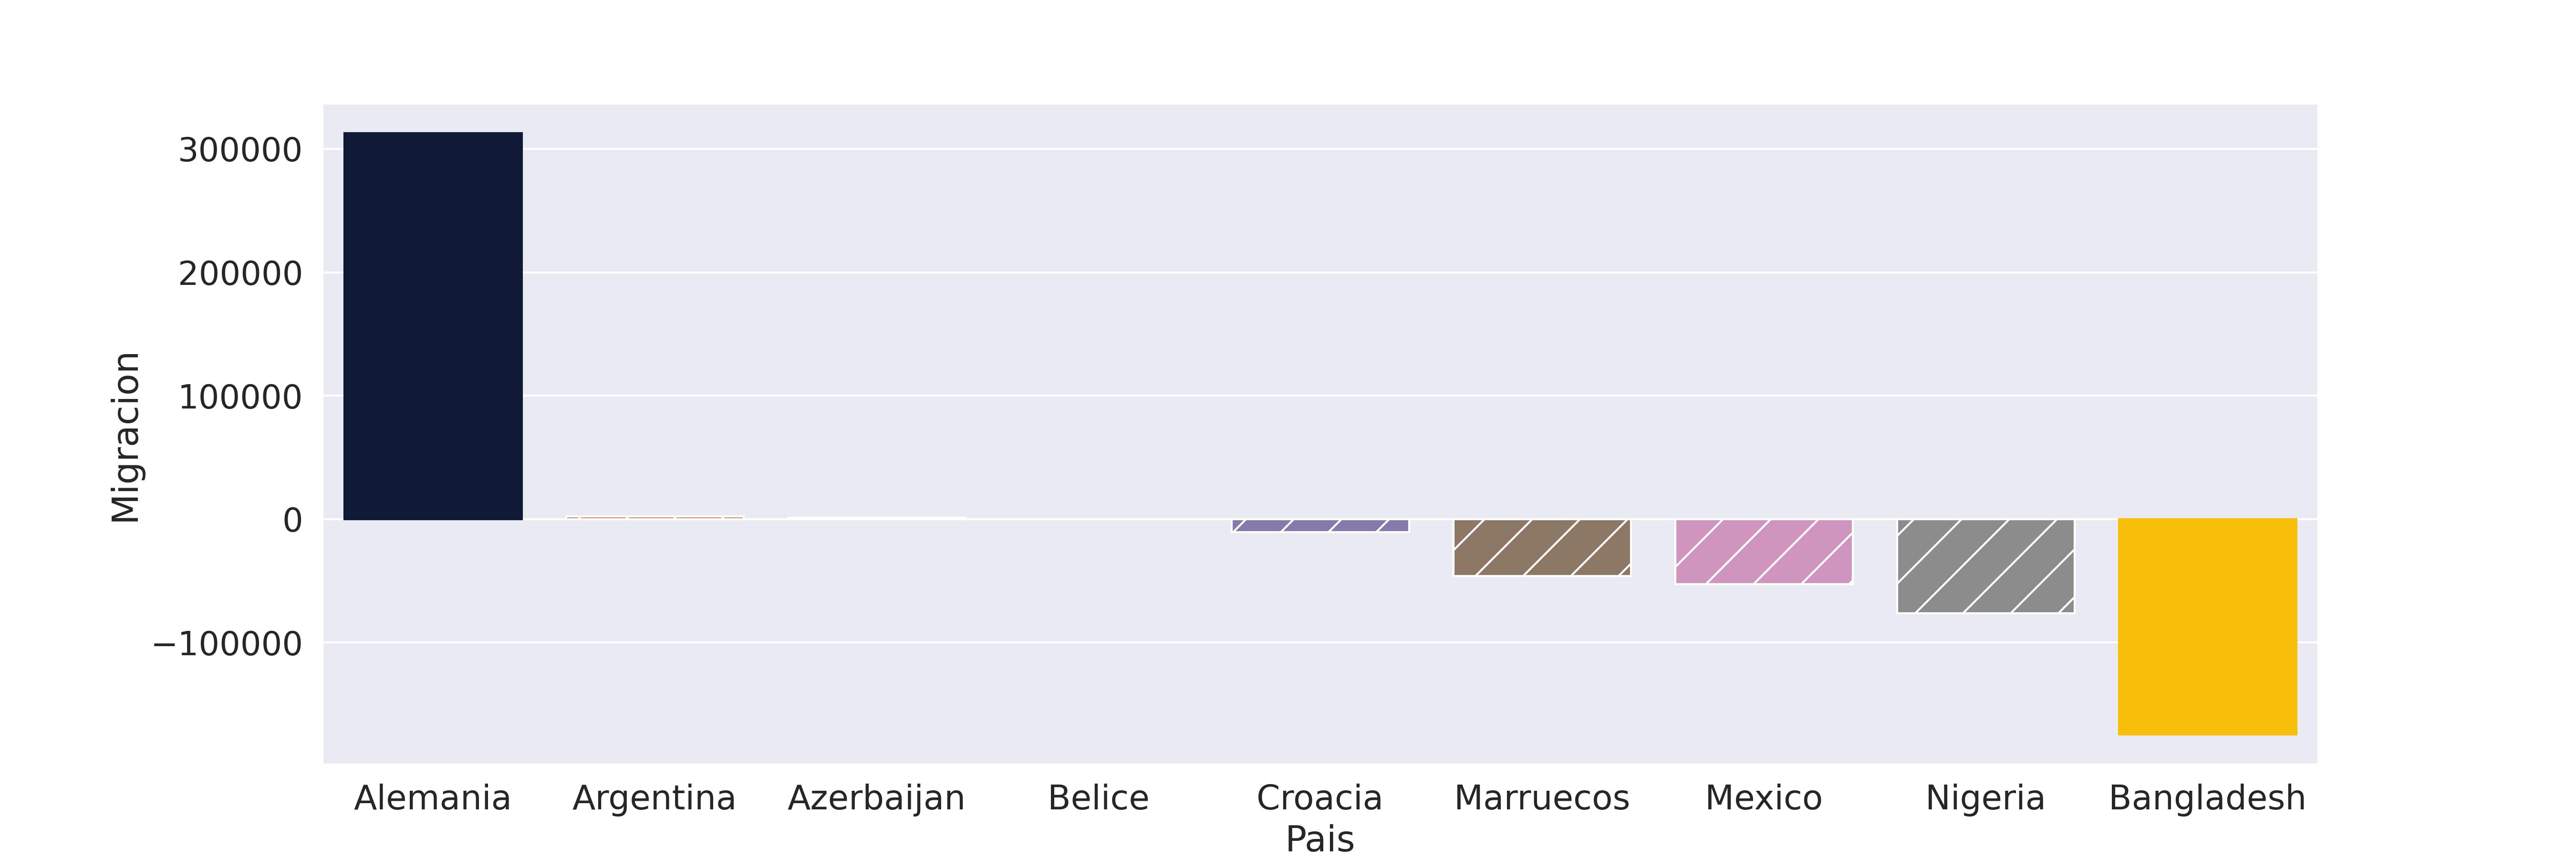 300000
200000
100000
0
−100000
Migracion
Alemania Argentina Azerbaijan Belice Croacia Marruecos Mexico Nigeria Bangladesh
Pais